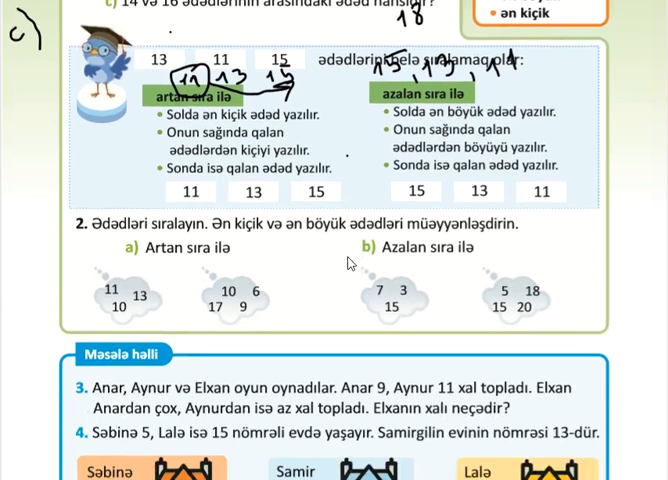 c) 14 və 16 ədədlərinin arasındakı ədəd hansıdır?
18
• ən kiçik
c)
13 11 15 ədədlərini belə sıralamaq olar:
11 13 15
15, 13, 11
artan sıra ilə
• Solda ən kiçik ədəd yazılır.
• Onun sağında qalan
ədədlərdən kiçiyi yazılır.
• Sonda isə qalan ədəd yazılır.
11 13 15
azalan sıra ilə
• Solda ən böyük ədəd yazılır.
• Onun sağında qalan
ədədlərdən böyüyü yazılır.
• Sonda isə qalan ədəd yazılır.
15 13 11
2. Ədədləri sıralayın. Ən kiçik və ən böyük ədədləri müəyyənləşdirin.
a) Artan sıra ilə
b) Azalan sıra ilə
11 13
10
10 6
17 9
7 3
15
5 18
15 20
Məsələ həlli
3. Anar, Aynur və Elxan oyun oynadılar. Anar 9, Aynur 11 xal topladı. Elxan
Anardan çox, Aynurdan isə az xal topladı. Elxanın xalı neçədir?
4. Səbinə 5, Lalə isə 15 nömrəli evdə yaşayır. Samirgilin evinin nömrəsi 13-dür.
Səbinə Samir Lalə